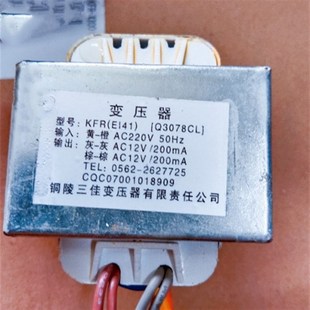 变压器
型号: KFR(EI41) [Q3078CL]
输入: 黄-橙 AC220V 50Hz
输出: 灰-灰 AC12V/200mA
棕-棕 AC12V/200mA
TEL: 0562-2627725
CQC07001018909
铜陵三佳变压器有限责任公司